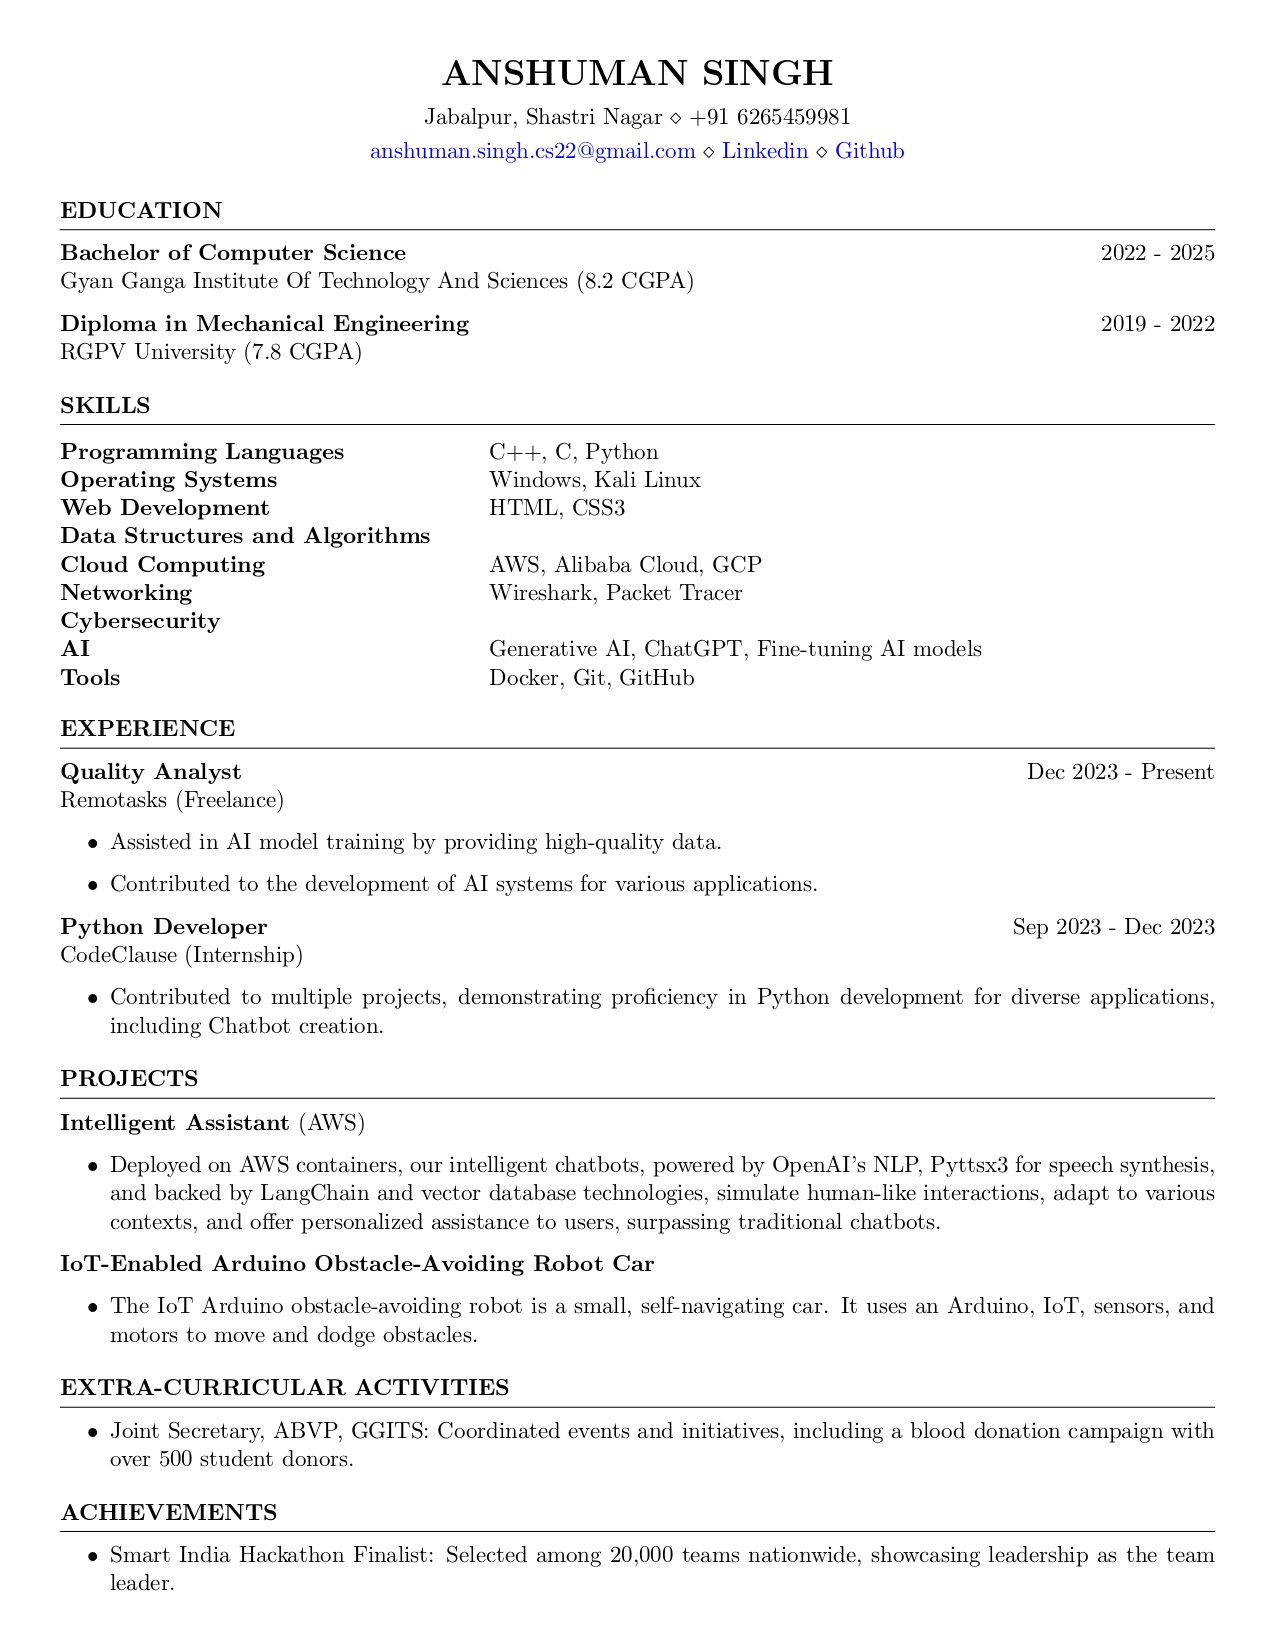 ANSHUMAN SINGH
Jabalpur, Shastri Nagar ⋄ +91 6265459981
anshuman.singh.cs22@gmail.com ⋄ Linkedin ⋄ Github
EDUCATION
Bachelor of Computer Science 2022 - 2025
Gyan Ganga Institute Of Technology And Sciences (8.2 CGPA)
Diploma in Mechanical Engineering 2019 - 2022
RGPV University (7.8 CGPA)
SKILLS
Programming Languages C++, C, Python
Operating Systems Windows, Kali Linux
Web Development HTML, CSS3
Data Structures and Algorithms
Cloud Computing AWS, Alibaba Cloud, GCP
Networking Wireshark, Packet Tracer
Cybersecurity
AI Generative AI, ChatGPT, Fine-tuning AI models
Tools Docker, Git, GitHub
EXPERIENCE
Quality Analyst Dec 2023 - Present
Remotasks (Freelance)
• Assisted in AI model training by providing high-quality data.
• Contributed to the development of AI systems for various applications.
Python Developer Sep 2023 - Dec 2023
CodeClause (Internship)
• Contributed to multiple projects, demonstrating proficiency in Python development for diverse applications,
including Chatbot creation.
PROJECTS
Intelligent Assistant (AWS)
• Deployed on AWS containers, our intelligent chatbots, powered by OpenAI's NLP, Pyttsx3 for speech synthesis,
and backed by LangChain and vector database technologies, simulate human-like interactions, adapt to various
contexts, and offer personalized assistance to users, surpassing traditional chatbots.
IoT-Enabled Arduino Obstacle-Avoiding Robot Car
• The IoT Arduino obstacle-avoiding robot is a small, self-navigating car. It uses an Arduino, IoT, sensors, and
motors to move and dodge obstacles.
EXTRA-CURRICULAR ACTIVITIES
• Joint Secretary, ABVP, GGITS: Coordinated events and initiatives, including a blood donation campaign with
over 500 student donors.
ACHIEVEMENTS
• Smart India Hackathon Finalist: Selected among 20,000 teams nationwide, showcasing leadership as the team
leader.